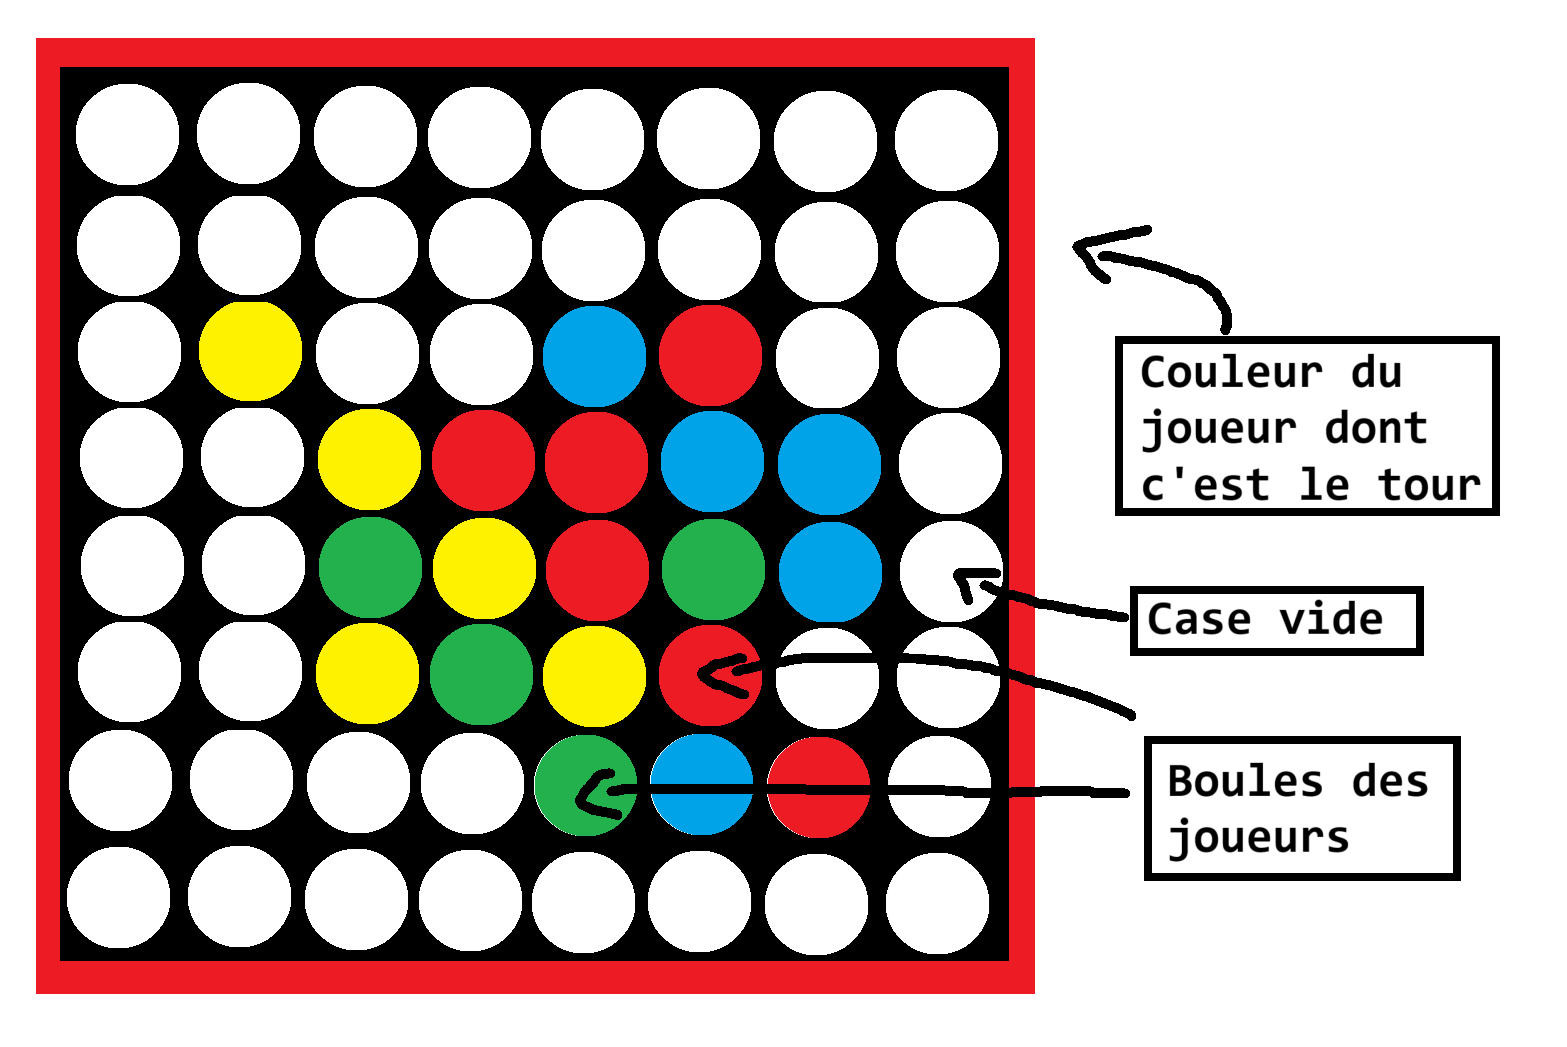 Couleur du
joueur dont
c'est le tour
Case vide
Boules des
joueurs